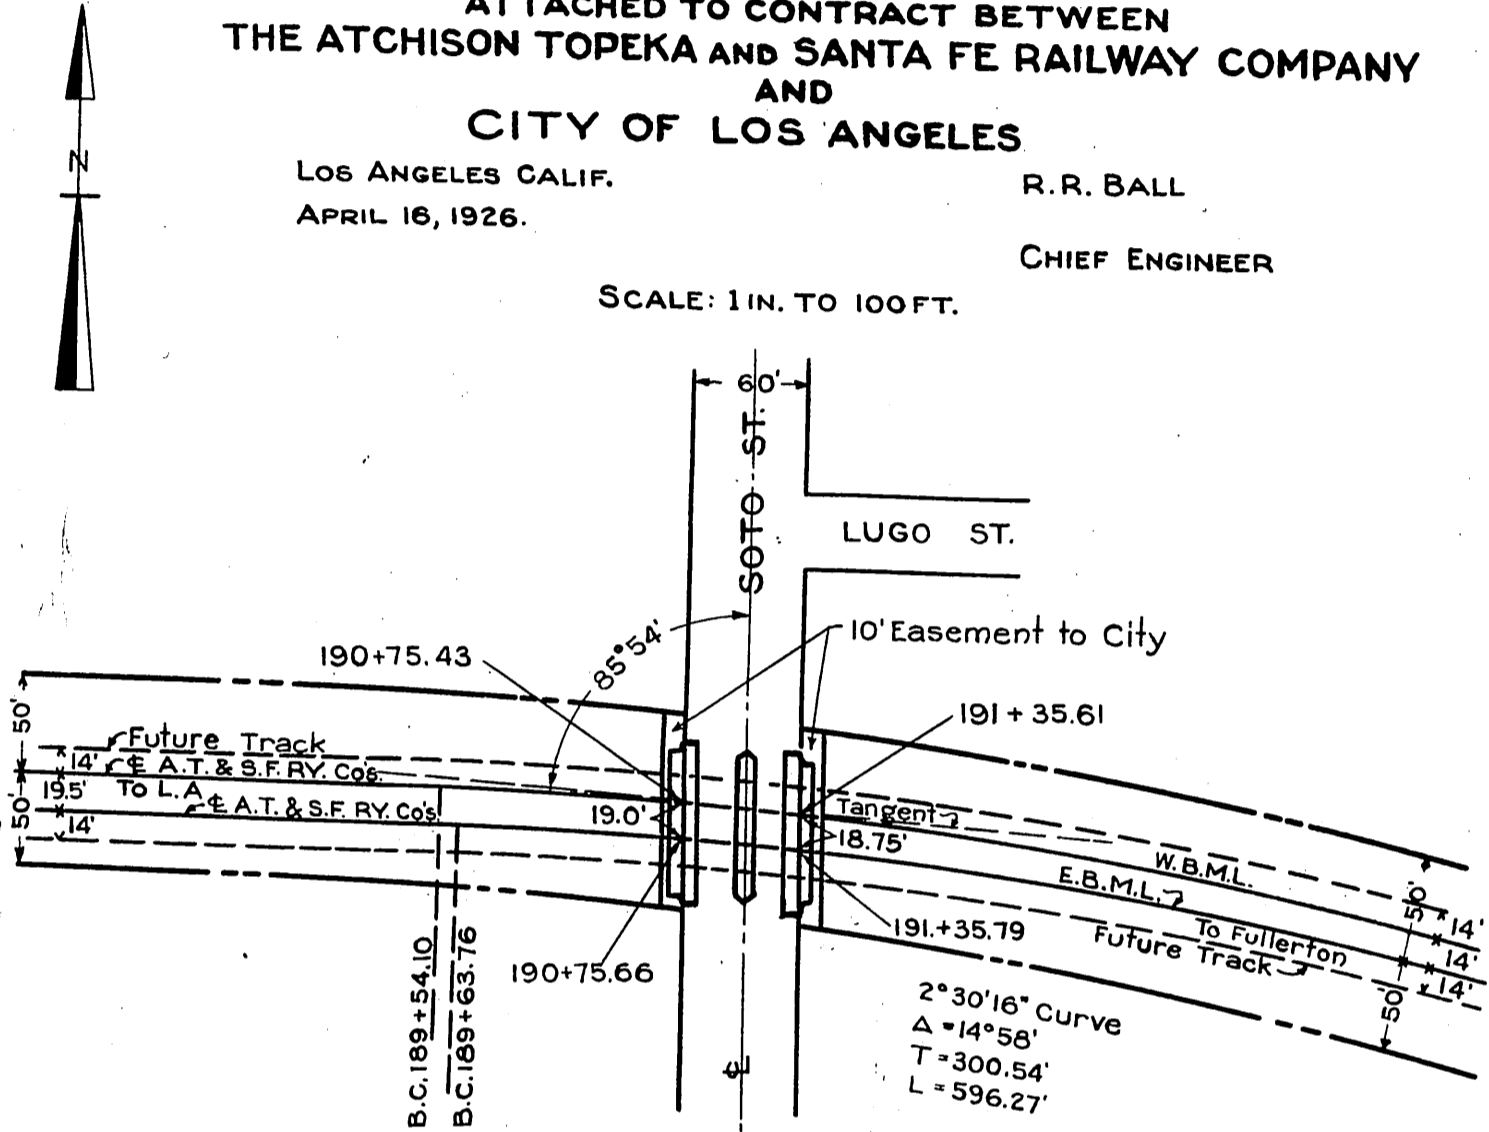 ATTACHED TO CONTRACT BETWEEN
THE ATCHISON TOPEKA AND SANTA FE RAILWAY COMPANY
AND
CITY OF LOS ANGELES
LOS ANGELES CALIF.
APRIL 16, 1926.
R.R. BALL
CHIEF ENGINEER
SCALE: 1 IN. TO 100 FT.
N
60'
SOTO ST.
LUGO ST.
10' Easement to City
85°54'
190+75.43
191+35.61
50'
50'
Future Track
14'
℄ A.T. & S.F. RY. Co's.
19.5'
To L.A
℄ A.T. & S.F. RY. Co's
14'
19.0'
Tangent
18.75'
W.B.M.L.
E.B.M.L.
To Fullerton
Future Track
50'
50'
14'
14'
14'
191.+35.79
190+75.66
B.C. 189+54.10
B.C. 189+63.76
℄
2°30'16" Curve
Δ = 14°58'
T = 300.54'
L = 596.27'